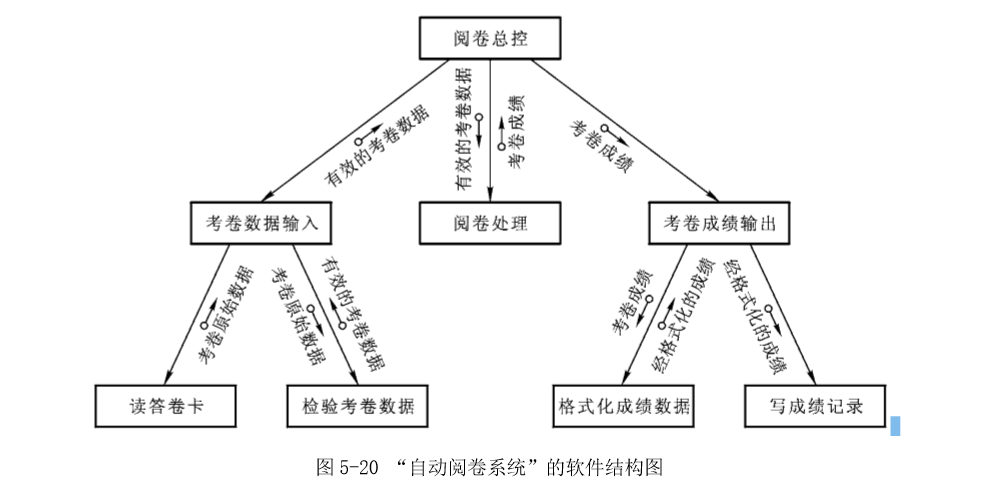 阅卷总控
有效的考卷数据
有效的考卷数据
考卷成绩
考卷成绩
考卷数据输入
阅卷处理
考卷成绩输出
考卷原始数据
考卷原始数据
有效的考卷数据
考卷成绩
经格式化的成绩
经格式化的成绩
读答卷卡
检验考卷数据
格式化成绩数据
写成绩记录
图 5-20 “自动阅卷系统”的软件结构图